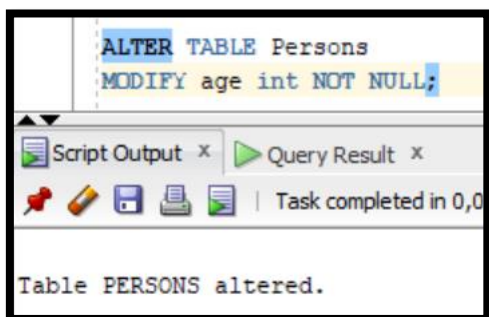 ALTER TABLE Persons
MODIFY age int NOT NULL;
Script Output x Query Result x
Task completed in 0,0
Table PERSONS altered.